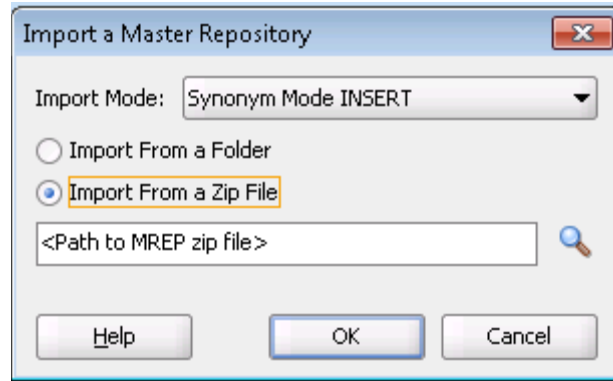 Import a Master Repository
Import Mode: Synonym Mode INSERT
Import From a Folder
Import From a Zip File
<Path to MREP zip file>
Help OK Cancel